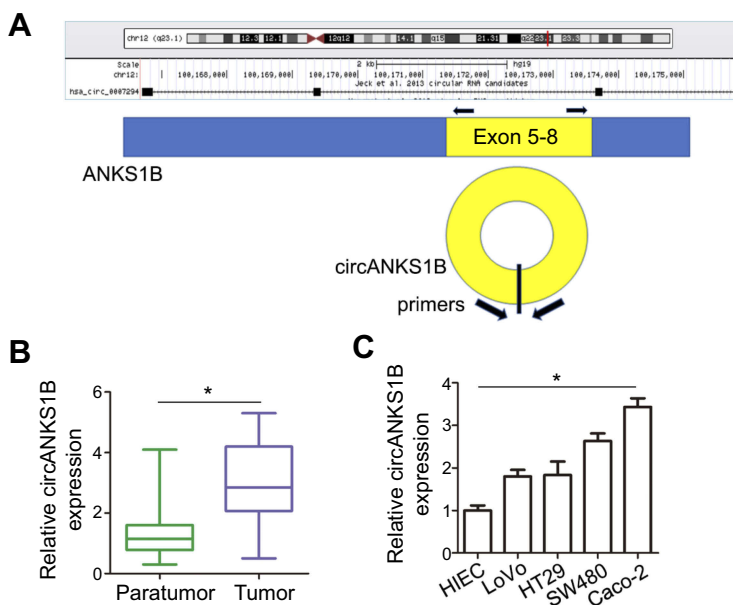 A
chr12 (q23.1)
12.3
12.1
12q12
14.1
q15
21.31
q22
23.1
23.3
Scale
2 kb
hg19
chr12:
100,168,000
100,169,000
100,170,000
100,171,000
100,172,000
100,173,000
100,174,000
100,175,000
Jeck et al. 2013 circular RNA candidates
hsa_circ_0007294
Exon 5-8
ANKS1B
circANKS1B
primers
B
Relative circANKS1B
expression
6
4
2
0
*
Paratumor
Tumor
C
Relative circANKS1B
expression
4
3
2
1
0
*
HIEC
LoVo
HT29
SW480
Caco-2